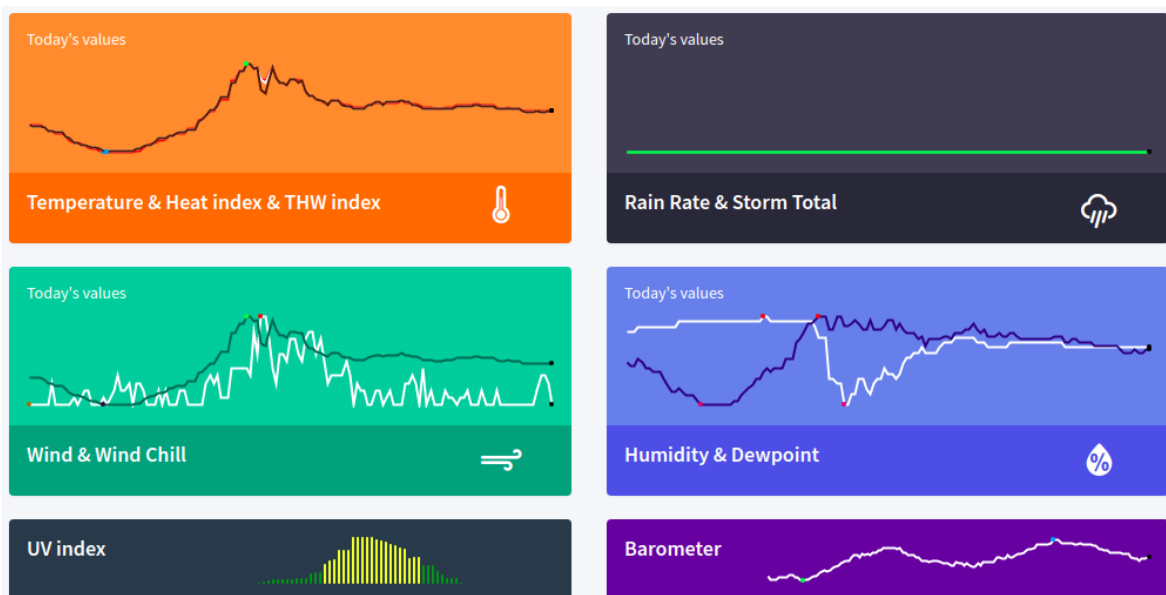 Today's values
Temperature & Heat index & THW index
Today's values
Rain Rate & Storm Total
Today's values
Wind & Wind Chill
Today's values
Humidity & Dewpoint
%
UV index
Barometer